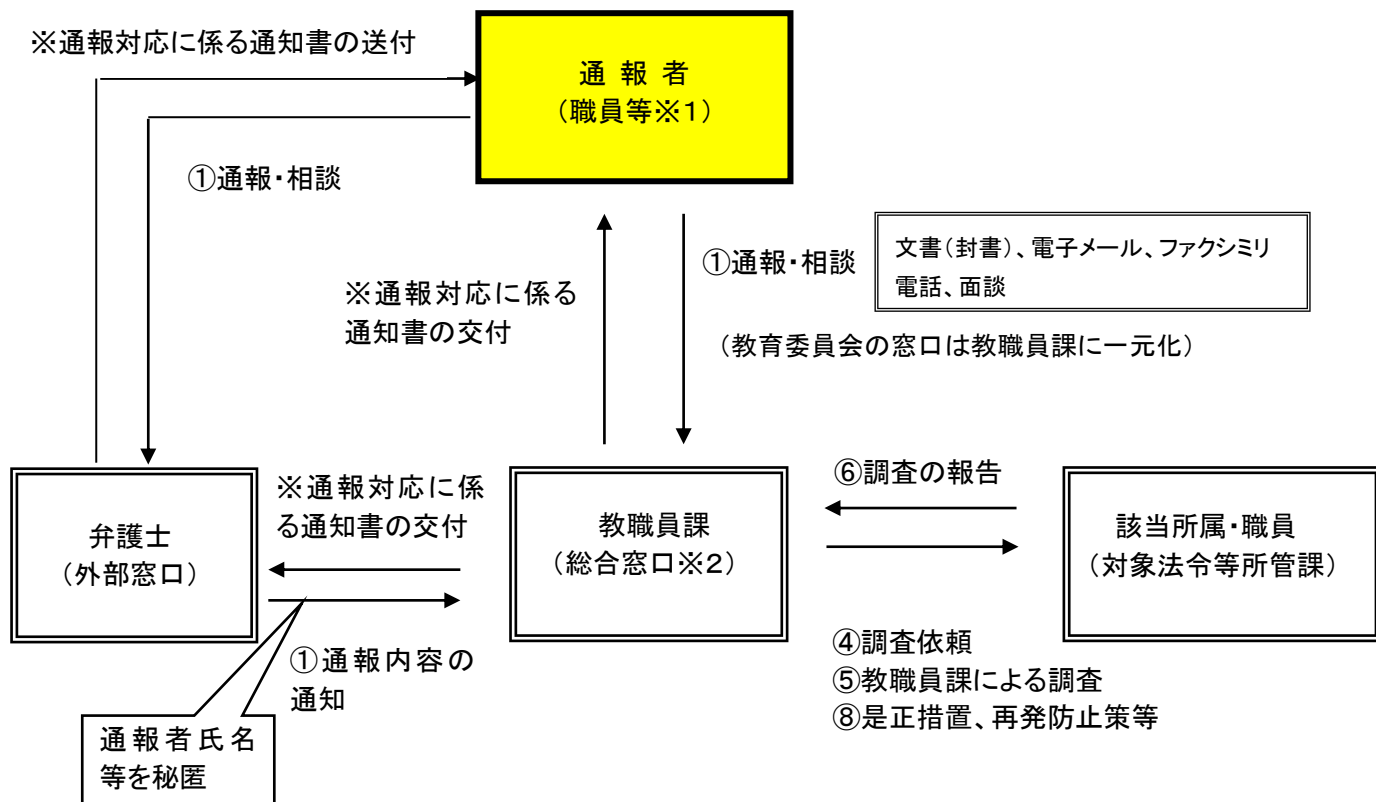 ※通報対応に係る通知書の送付
通 報 者
（職員等※１）
①通報・相談
①通報・相談
文書（封書）、電子メール、ファクシミリ
電話、面談
※通報対応に係る
通知書の交付
（教育委員会の窓口は教職員課に一元化）
弁護士
（外部窓口）
※通報対応に係
る通知書の交付
①通報内容の
通知
通報者氏名
等を秘匿
教職員課
（総合窓口※２）
⑥調査の報告
④調査依頼
⑤教職員課による調査
⑧是正措置、再発防止策等
該当所属・職員
（対象法令等所管課）